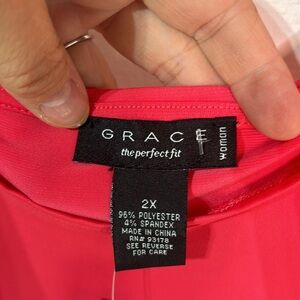 GRACE
the perfect fit
woman
2X
96% POLYESTER
4% SPANDEX
MADE IN CHINA
RN# 93178
SEE REVERSE
FOR CARE